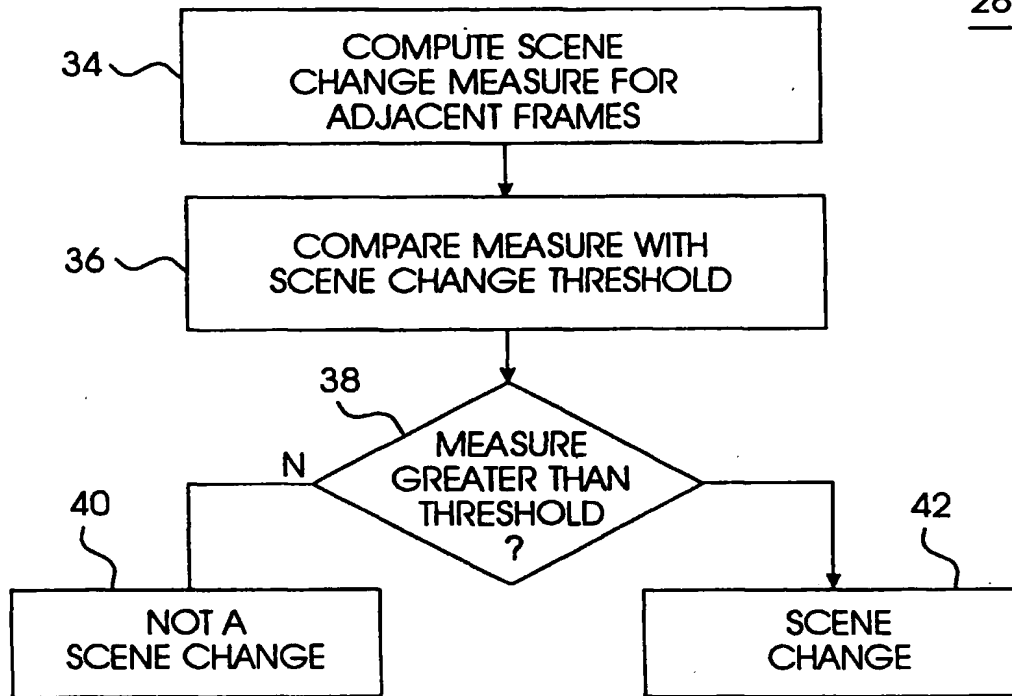 28
34
COMPUTE SCENE
CHANGE MEASURE FOR
ADJACENT FRAMES
36
COMPARE MEASURE WITH
SCENE CHANGE THRESHOLD
38
MEASURE
GREATER THAN
THRESHOLD
?
N
40
42
NOT A
SCENE CHANGE
SCENE
CHANGE